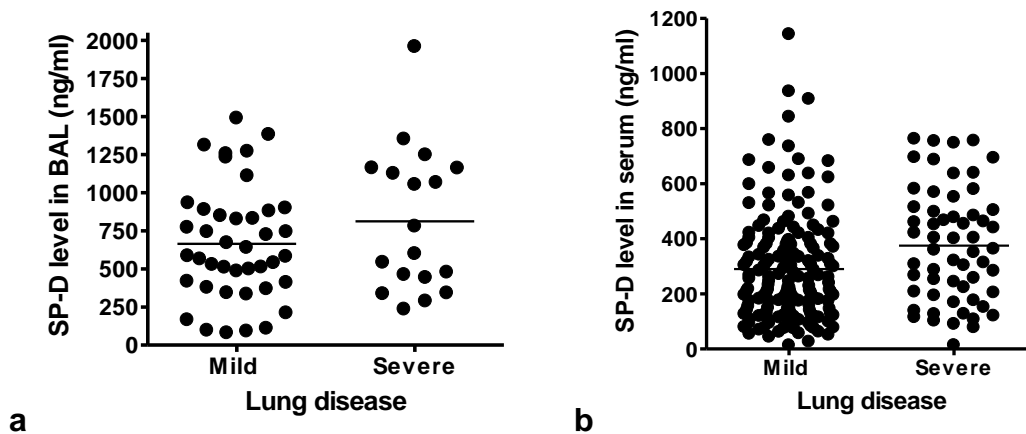 SP-D level in BAL (ng/ml)
2000
1750
1500
1250
1000
750
500
250
0
Mild Severe
Lung disease
a
SP-D level in serum (ng/ml)
1200
1000
800
600
400
200
0
Mild Severe
Lung disease
b